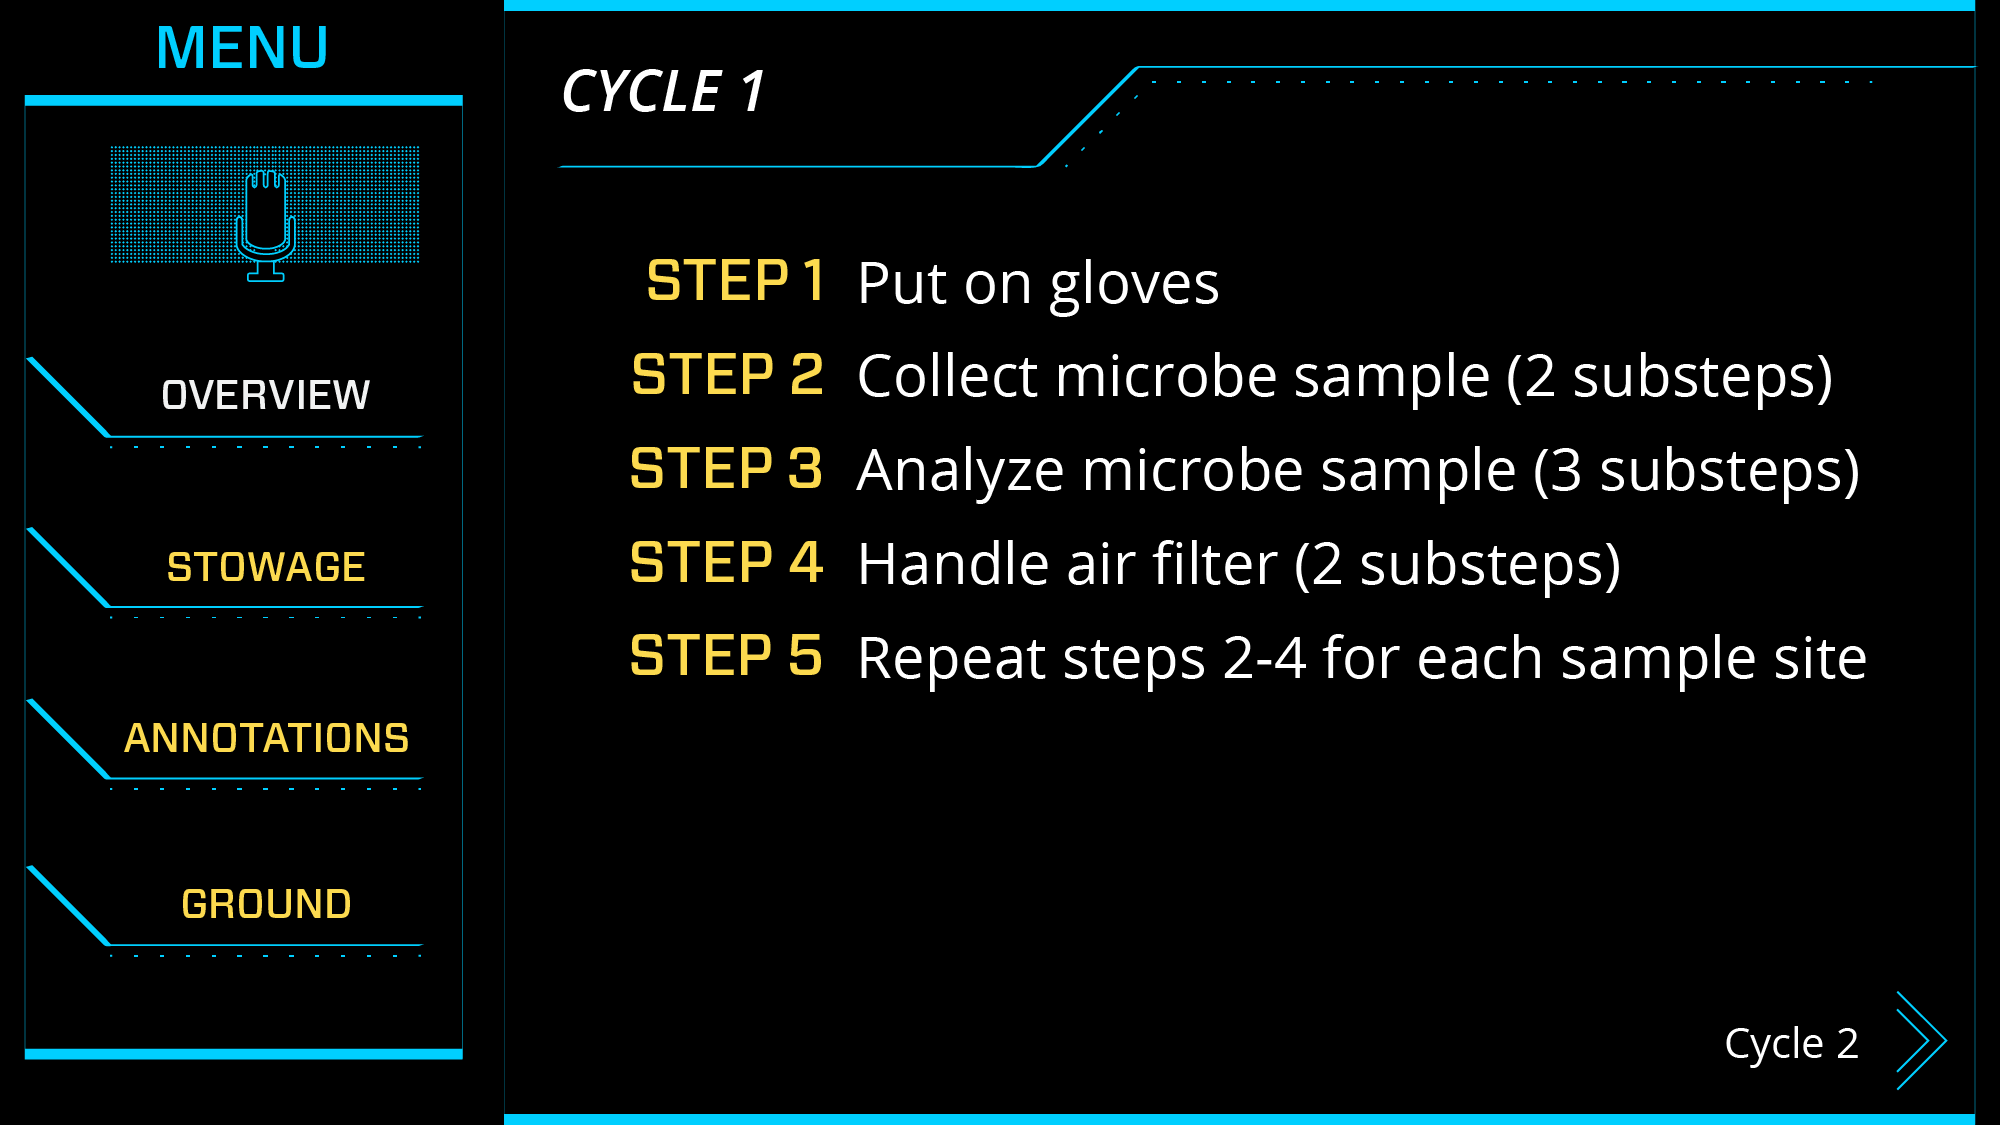 MENU
OVERVIEW
STOWAGE
ANNOTATIONS
GROUND
CYCLE 1
STEP 1 Put on gloves
STEP 2 Collect microbe sample (2 substeps)
STEP 3 Analyze microbe sample (3 substeps)
STEP 4 Handle air filter (2 substeps)
STEP 5 Repeat steps 2-4 for each sample site
Cycle 2